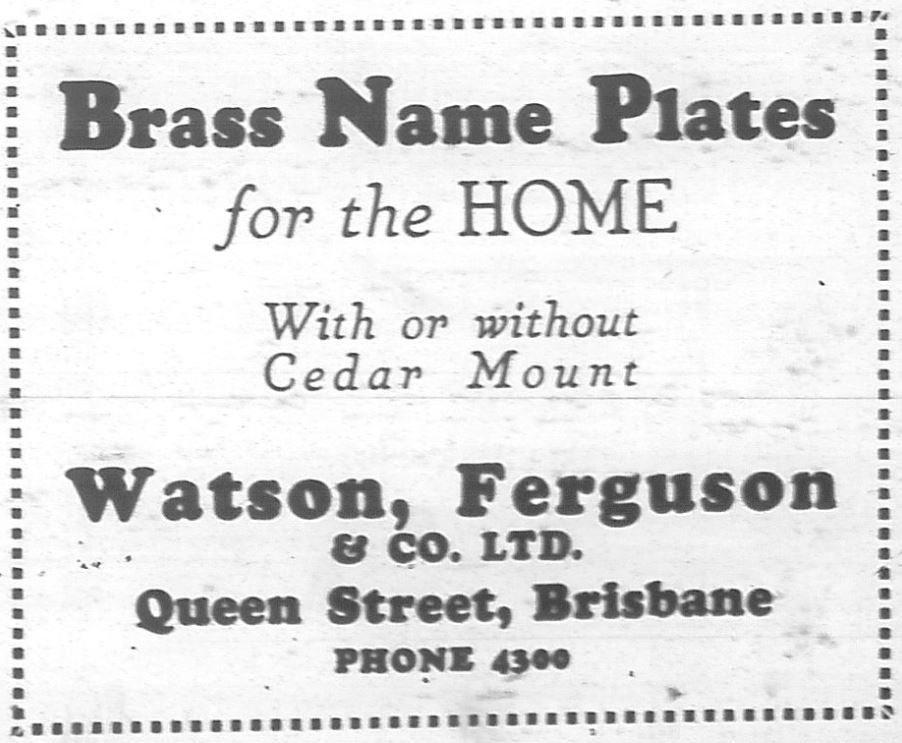 Brass Name Plates
for the HOME
With or without
Cedar Mount
Watson, Ferguson
& CO. LTD.
Queen Street, Brisbane
PHONE 4300